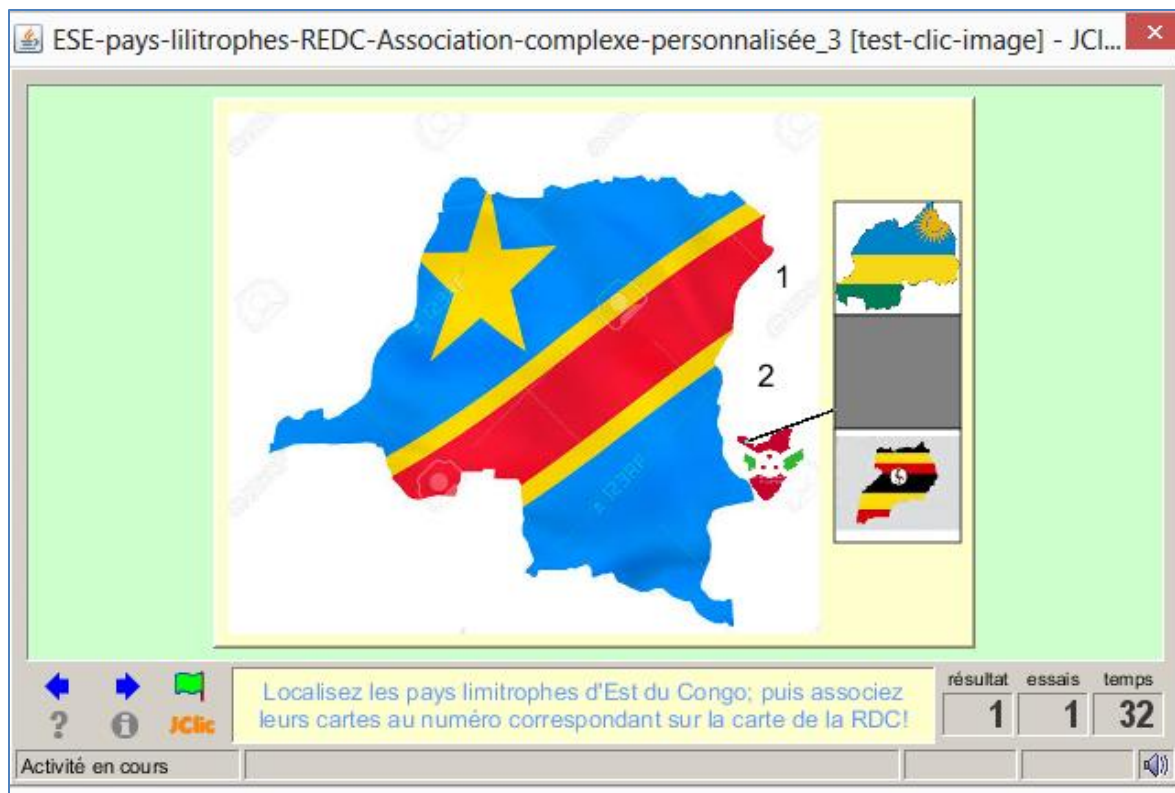 ESE-pays-lilitrophes-REDC-Association-complexe-personnalisée_3 [test-clic-image] - JCl...
1
2
Localisez les pays limitrophes d'Est du Congo; puis associez
leurs cartes au numéro correspondant sur la carte de la RDC!
résultat essais temps
1 1 32
? i JClic
Activité en cours